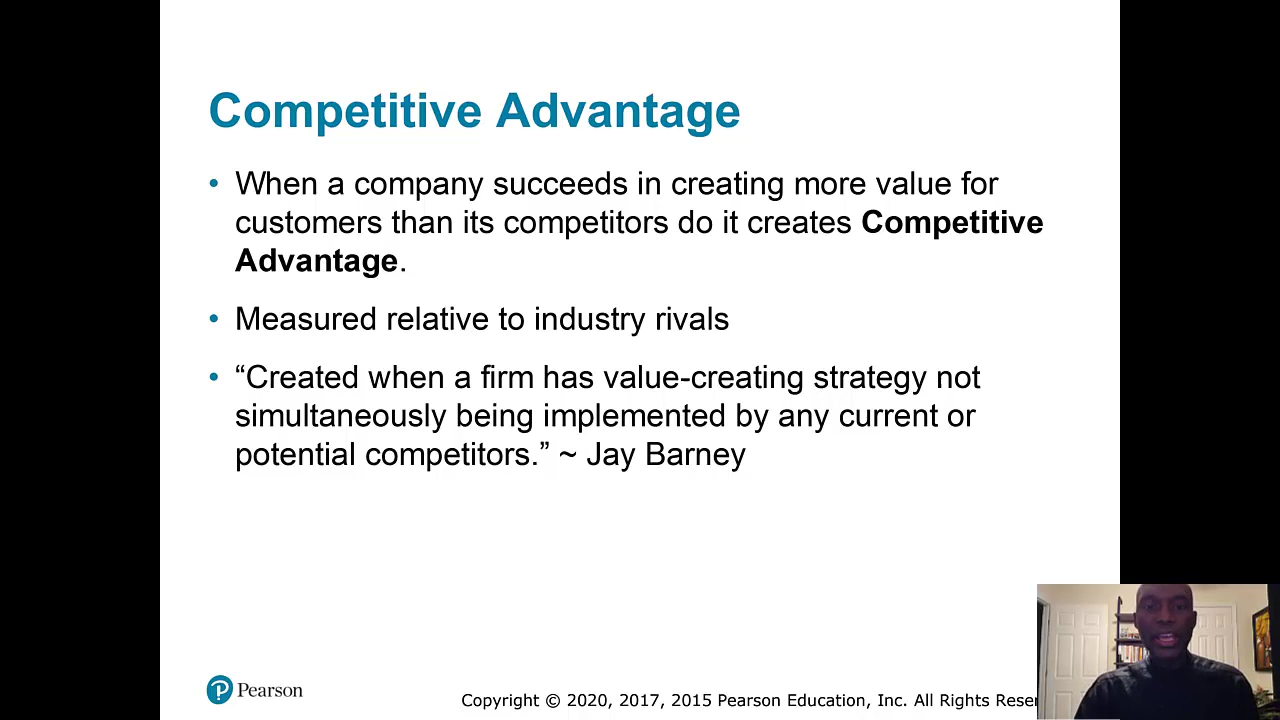 Competitive Advantage
• When a company succeeds in creating more value for
customers than its competitors do it creates Competitive
Advantage.
• Measured relative to industry rivals
• “Created when a firm has value-creating strategy not
simultaneously being implemented by any current or
potential competitors.” ~ Jay Barney
Pearson
Copyright © 2020, 2017, 2015 Pearson Education, Inc. All Rights